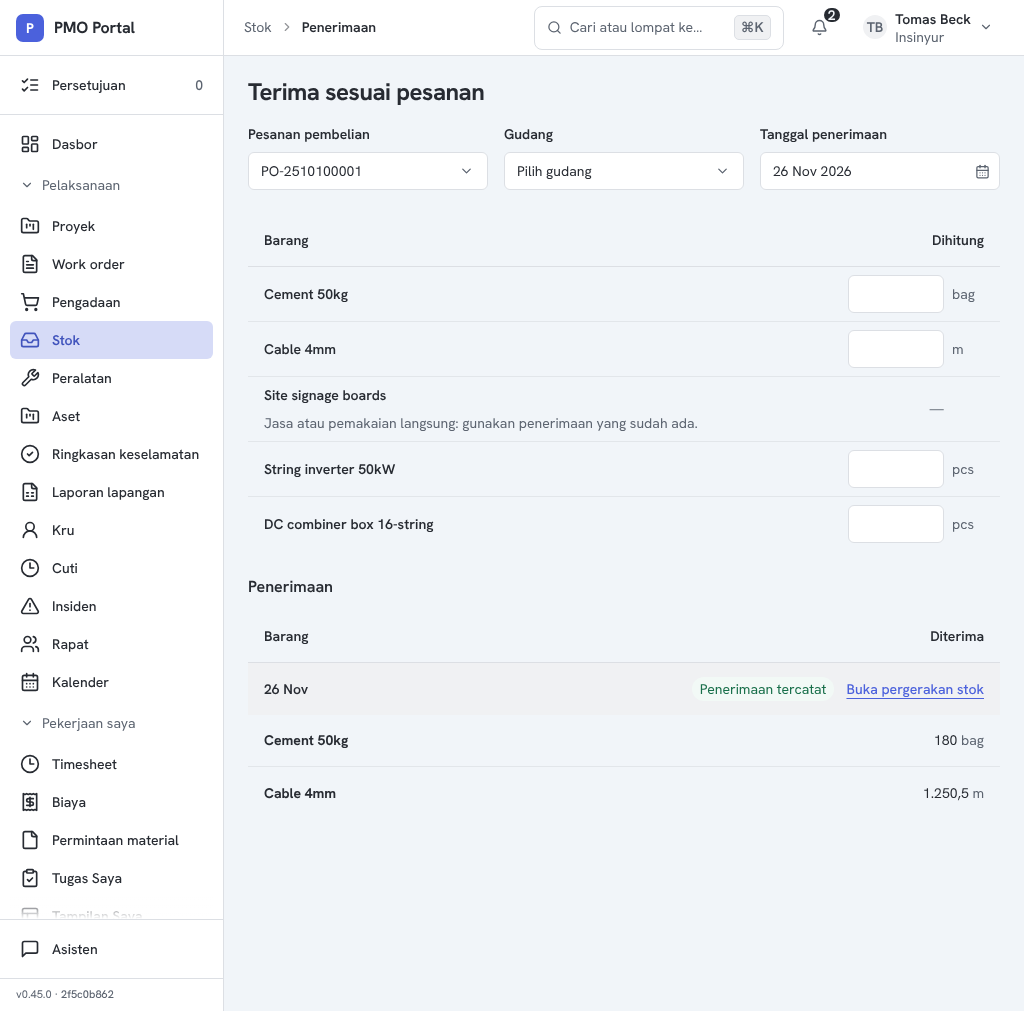 P PMO Portal
Stok > Penerimaan
Cari atau lompat ke...
⌘K
2
TB
Tomas Beck
Insinyur
Persetujuan 0
Dasbor
Pelaksanaan
Proyek
Work order
Pengadaan
Stok
Peralatan
Aset
Ringkasan keselamatan
Laporan lapangan
Kru
Cuti
Insiden
Rapat
Kalender
Pekerjaan saya
Timesheet
Biaya
Permintaan material
Tugas Saya
Tampilan Saya
Asisten
v0.45.0 · 2f5c0b862
Terima sesuai pesanan
Pesanan pembelian Gudang Tanggal penerimaan
PO-2510100001 Pilih gudang 26 Nov 2026
Barang Dihitung
Cement 50kg bag
Cable 4mm m
Site signage boards —
Jasa atau pemakaian langsung: gunakan penerimaan yang sudah ada.
String inverter 50kW pcs
DC combiner box 16-string pcs
Penerimaan
Barang Diterima
26 Nov Penerimaan tercatat Buka pergerakan stok
Cement 50kg 180 bag
Cable 4mm 1.250,5 m